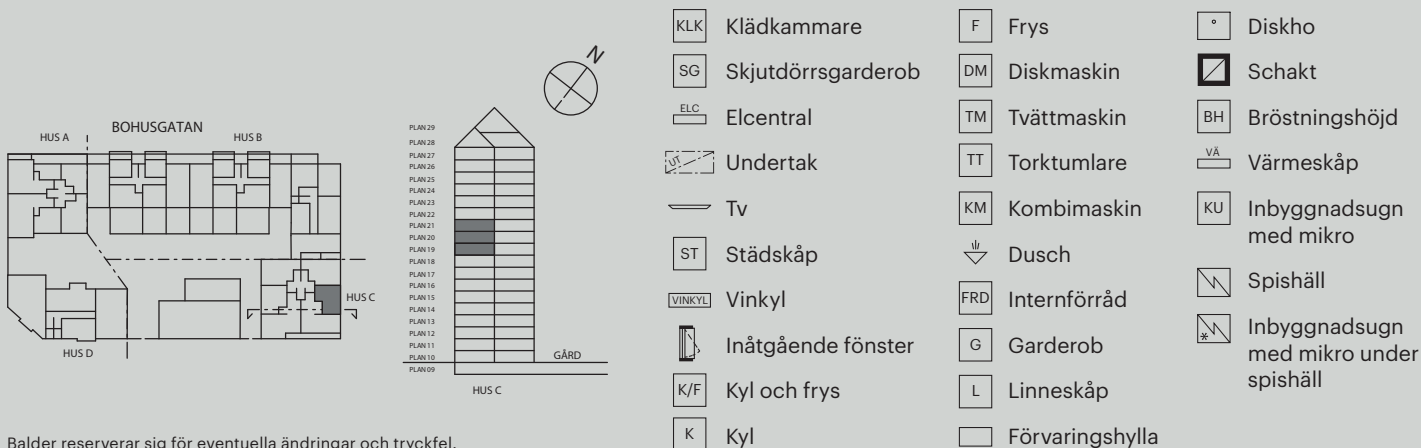 BOHUSGATAN
HUS A
HUS B
HUS C
HUS D
N
PLAN 29
PLAN 28
PLAN 27
PLAN 26
PLAN 25
PLAN 24
PLAN 23
PLAN 22
PLAN 21
PLAN 20
PLAN 19
PLAN 18
PLAN 17
PLAN 16
PLAN 15
PLAN 14
PLAN 13
PLAN 12
PLAN 11
PLAN 10
PLAN 09
GÅRD
HUS C
Balder reserverar sig för eventuella ändringar och tryckfel.
KLK Klädkammare
SG Skjutdörrsgarderob
ELC Elcentral
UT Undertak
Tv
ST Städskåp
VINKYL Vinkyl
Inåtgående fönster
K/F Kyl och frys
K Kyl
F Frys
DM Diskmaskin
TM Tvättmaskin
TT Torktumlare
KM Kombimaskin
Dusch
FRD Internförråd
G Garderob
L Linneskåp
Förvaringshylla
Diskho
Schakt
BH Bröstningshöjd
VÄ Värmeskåp
KU Inbyggnadsugn
med mikro
Spishäll
* Inbyggnadsugn
med mikro under
spishäll